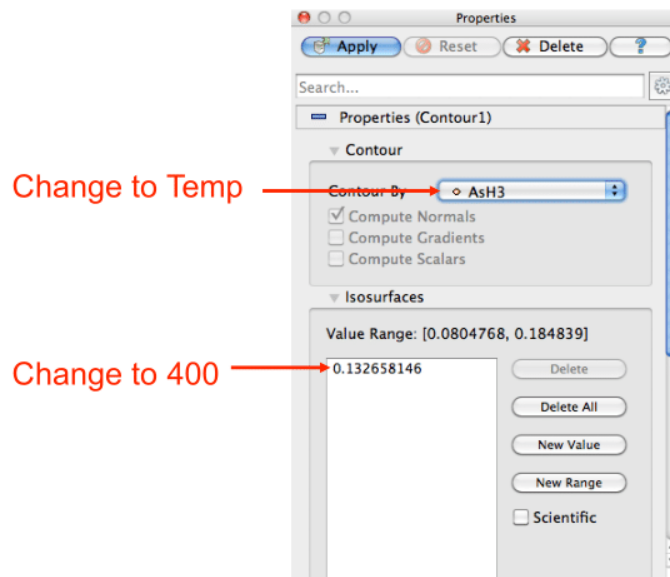 Properties
Apply Reset Delete ?
Search...
Properties (Contour1)
Contour
Change to Temp
Contour By AsH3
Compute Normals
Compute Gradients
Compute Scalars
Isosurfaces
Value Range: [0.0804768, 0.184839]
Change to 400
0.132658146 Delete
Delete All
New Value
New Range
Scientific